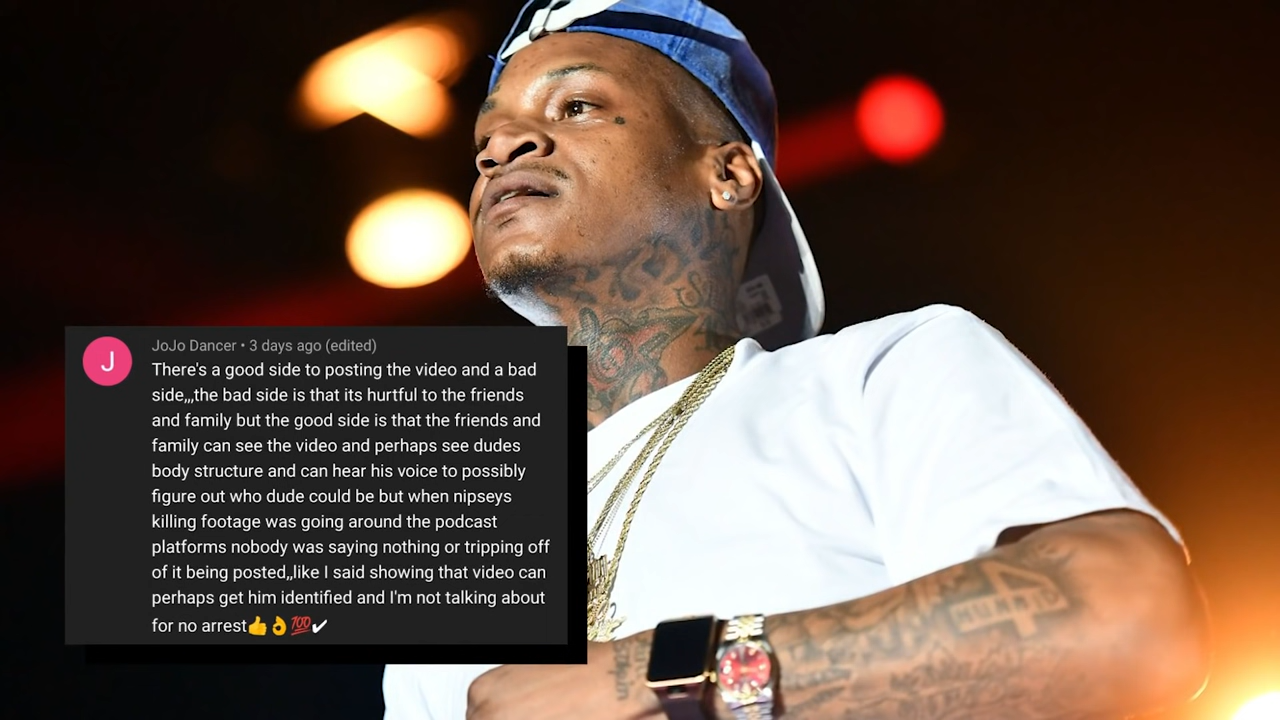 J
JoJo Dancer • 3 days ago (edited)
There's a good side to posting the video and a bad
side,,,the bad side is that its hurtful to the friends
and family but the good side is that the friends and
family can see the video and perhaps see dudes
body structure and can hear his voice to possibly
figure out who dude could be but when nipseys
killing footage was going around the podcast
platforms nobody was saying nothing or tripping off
of it being posted,,like I said showing that video can
perhaps get him identified and I'm not talking about
for no arrest👍👌💯✔
4